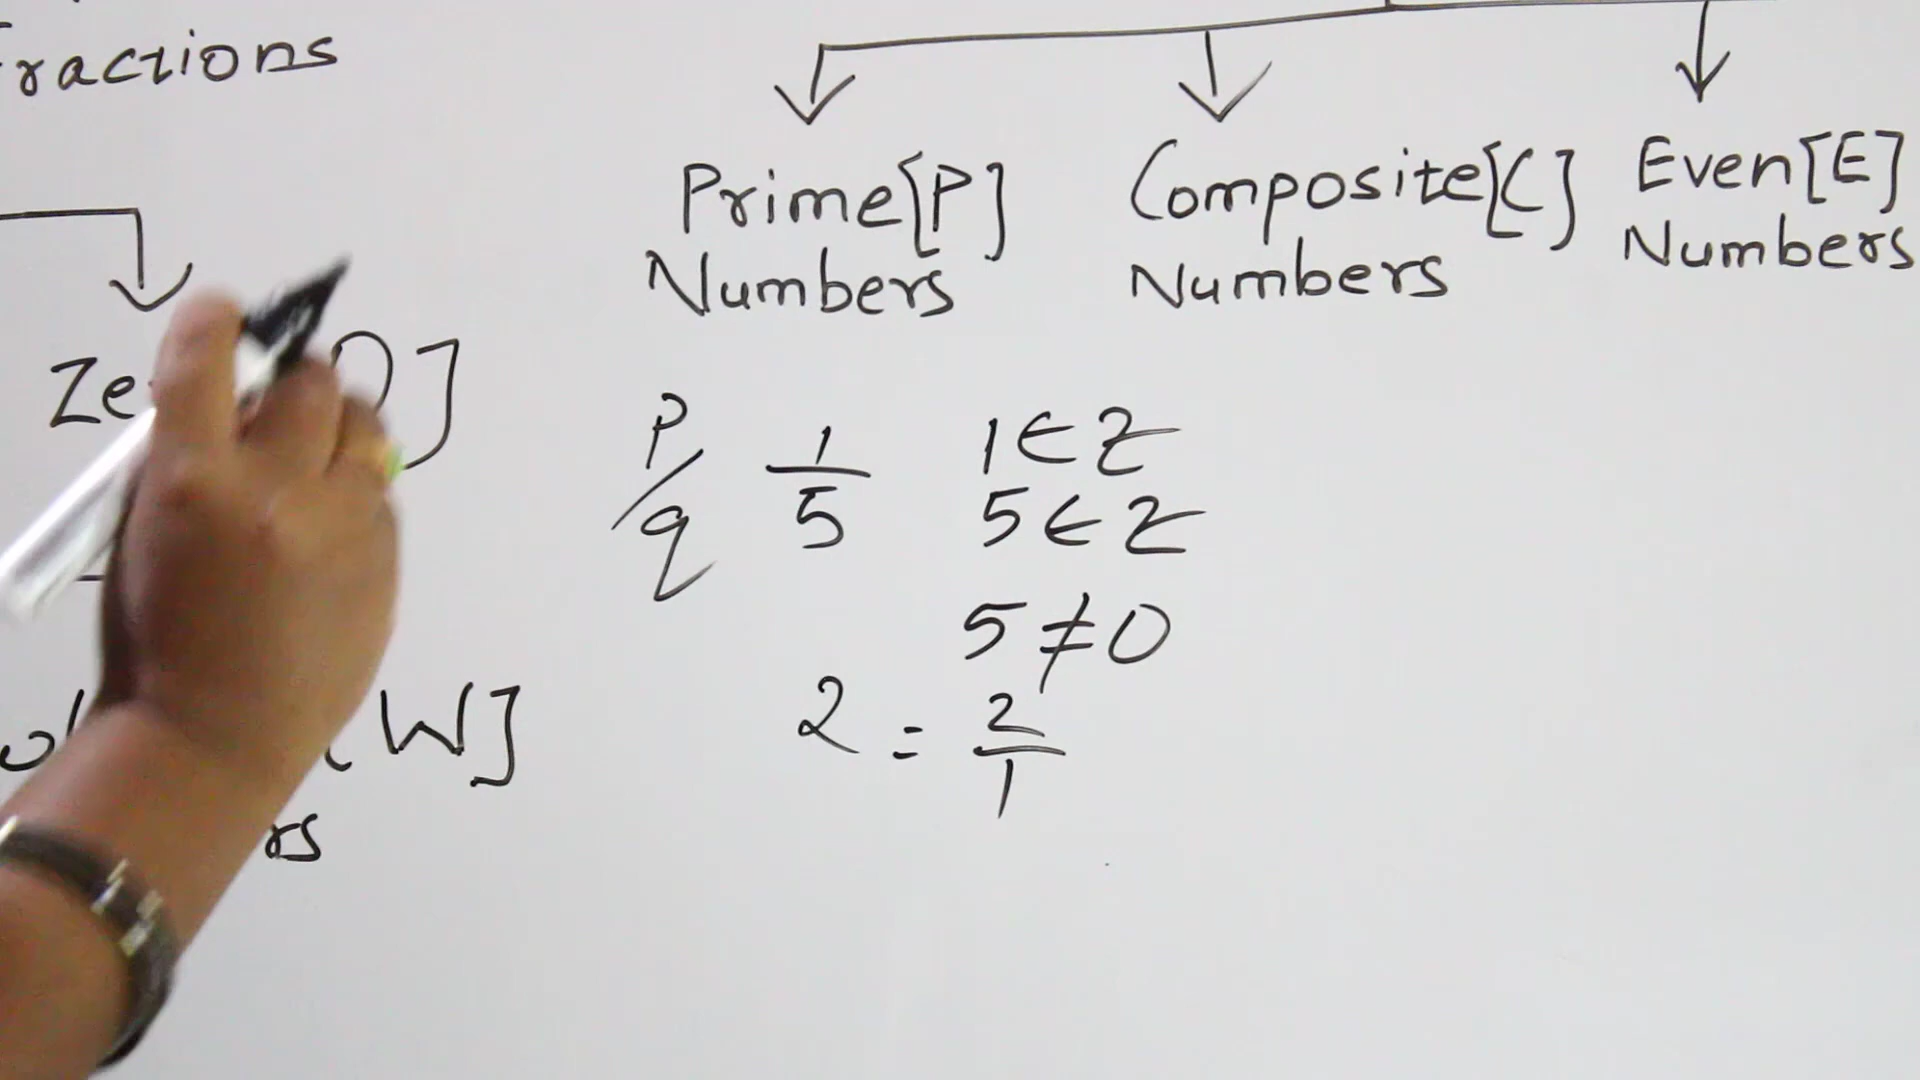 Fractions
Prime[P]
Numbers
Composite[C]
Numbers
Even[E]
Numbers
P/q 1/5 1∈Z
5∈Z
5≠0
2 = 2/1
[W]